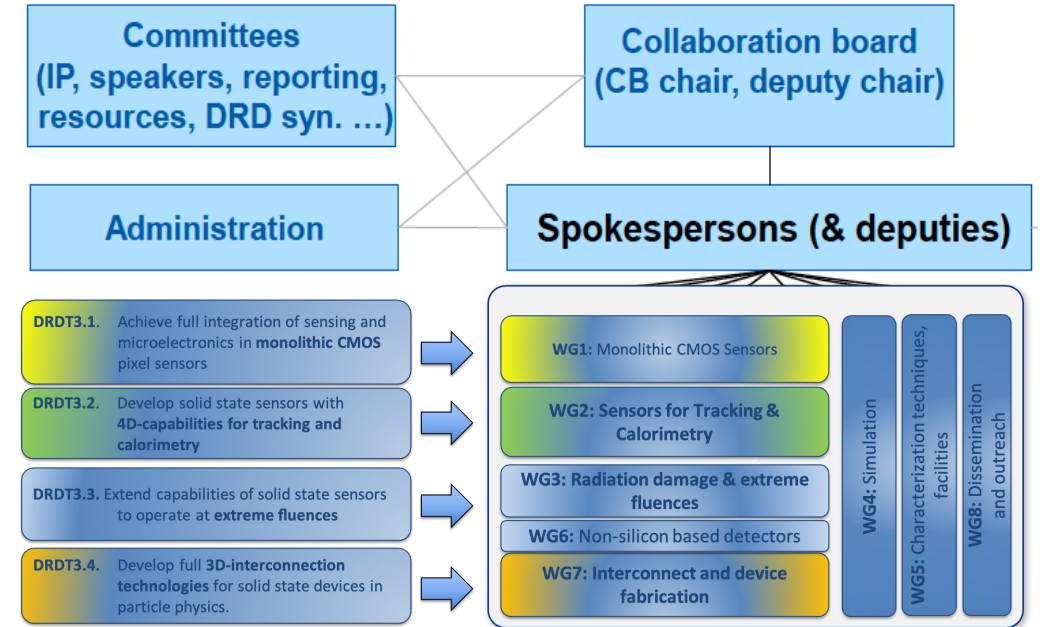 Committees
(IP, speakers, reporting,
resources, DRD syn. …)
Collaboration board
(CB chair, deputy chair)
Administration
Spokespersons (& deputies)
DRDT3.1. Achieve full integration of sensing and
microelectronics in monolithic CMOS
pixel sensors
DRDT3.2. Develop solid state sensors with
4D-capabilities for tracking and
calorimetry
DRDT3.3. Extend capabilities of solid state sensors
to operate at extreme fluences
DRDT3.4. Develop full 3D-interconnection
technologies for solid state devices in
particle physics.
WG1: Monolithic CMOS Sensors
WG2: Sensors for Tracking &
Calorimetry
WG3: Radiation damage & extreme
fluences
WG6: Non-silicon based detectors
WG7: Interconnect and device
fabrication
WG4: Simulation
WG5: Characterization techniques,
facilities
WG8: Dissemination
and outreach